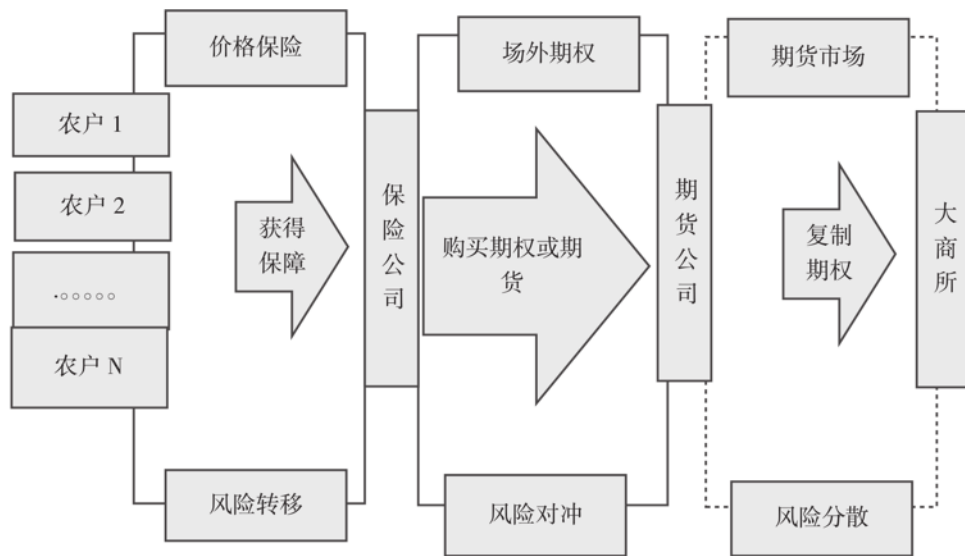 价格保险
场外期权
期货市场
农户 1
农户 2
.○○○○○
农户 N
获得
保障
保险公司
购买期权或期
货
期货公司
复制
期权
大商所
风险转移
风险对冲
风险分散